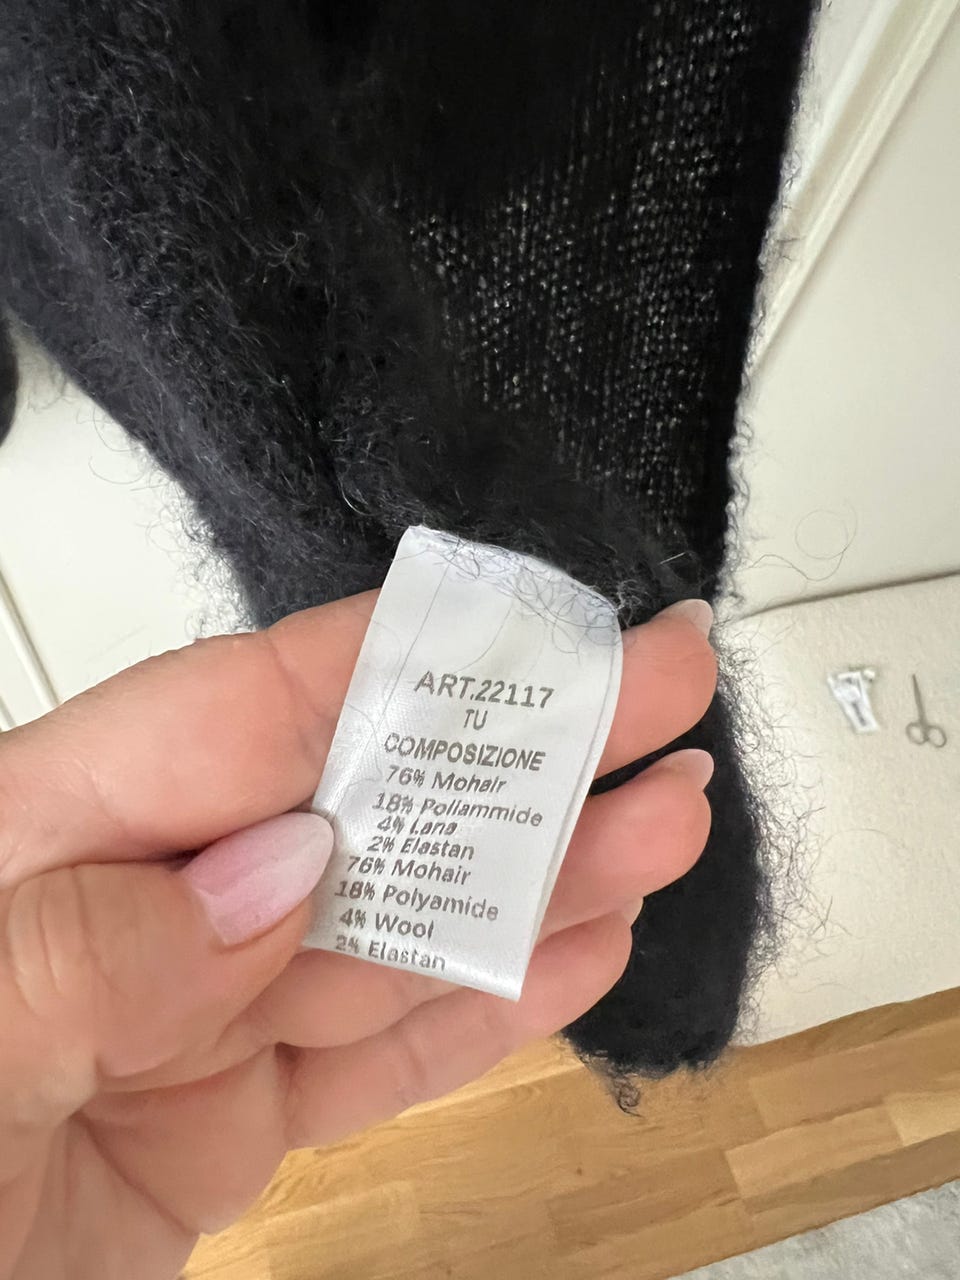 ART.22117
TU
COMPOSIZIONE
76% Mohair
18% Poliammide
4% Lana
2% Elastan
76% Mohair
18% Polyamide
4% Wool
2% Elastan